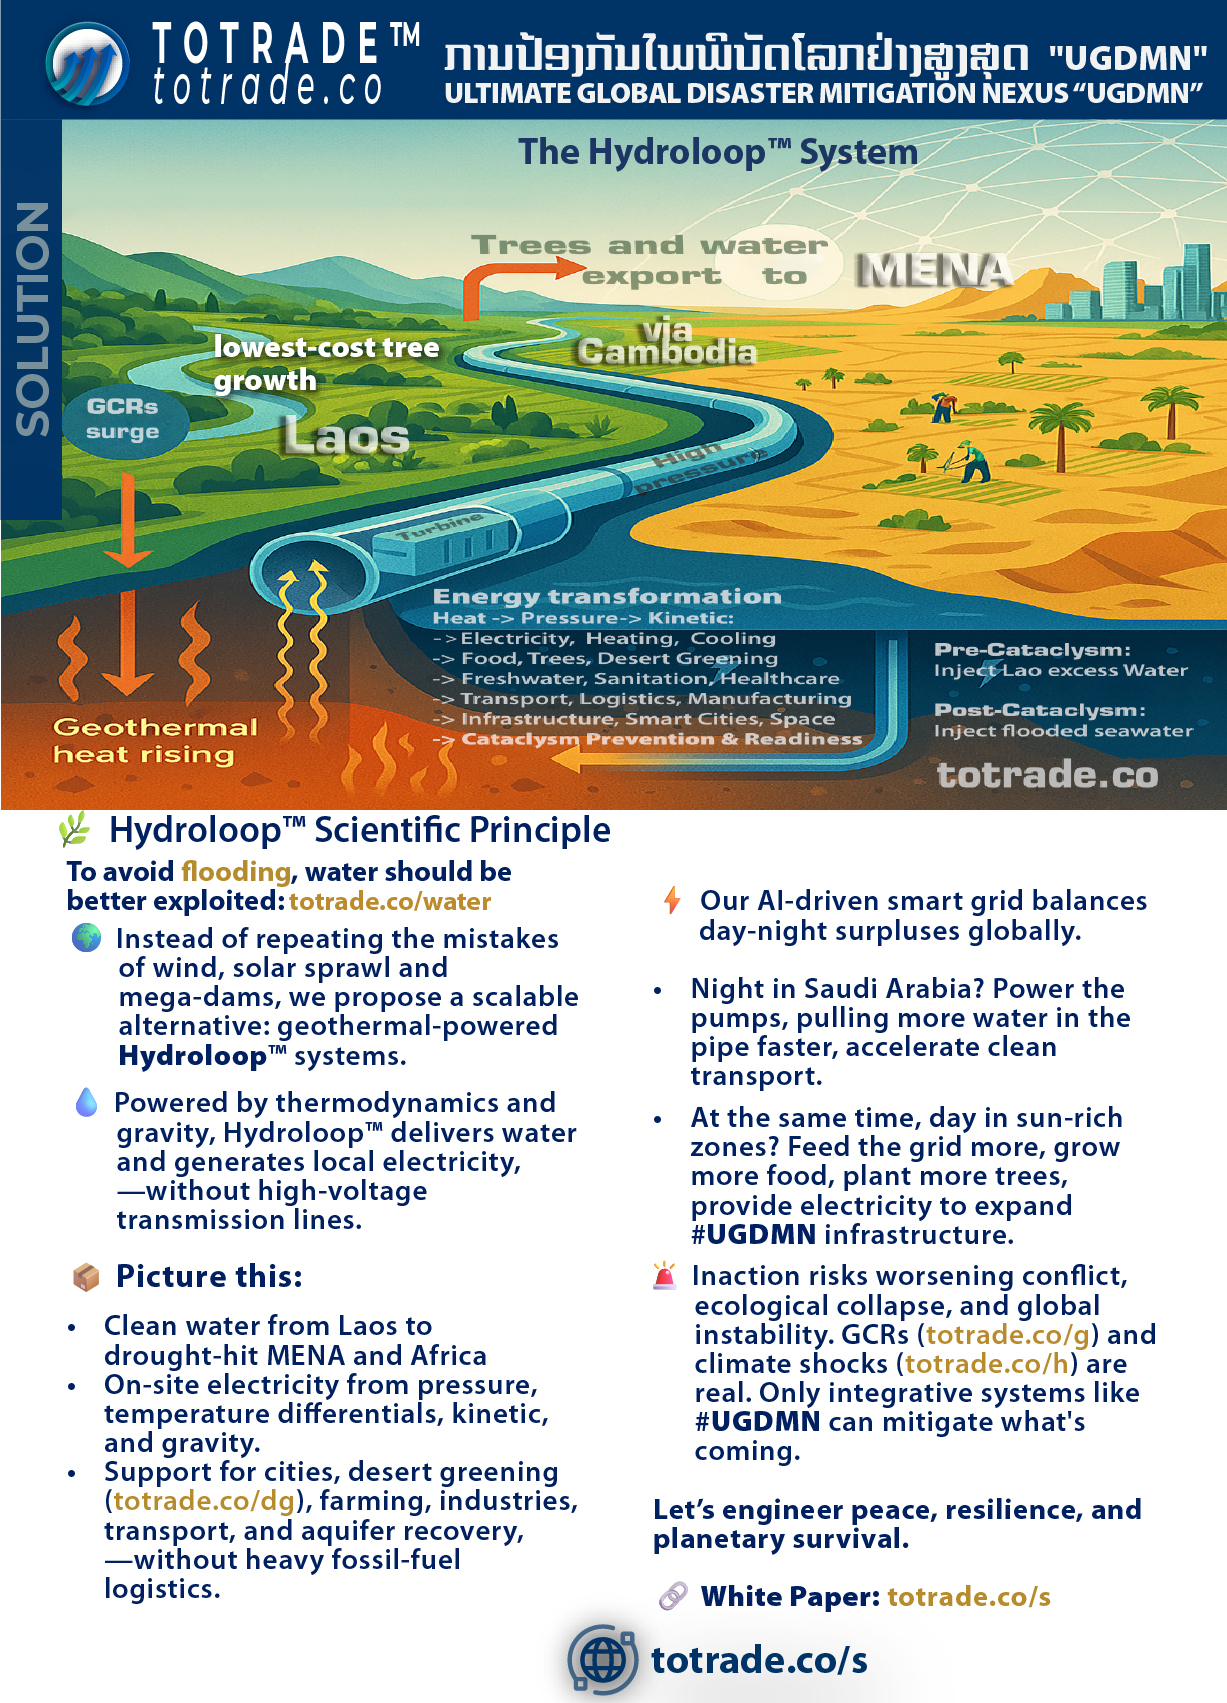 TOTRADE™
totrade.co
ການປ້ອງກັນໄພພິບັດໂລກຢ່າງສູງສຸດ "UGDMN"
ULTIMATE GLOBAL DISASTER MITIGATION NEXUS “UGDMN”
SOLUTION
The Hydroloop™ System
Trees and water
export to
MENA
via
Cambodia
lowest-cost tree
growth
GCRs
surge
Laos
High
pressure
Turbine
Energy transformation
Heat -> Pressure-> Kinetic:
->Electricity, Heating, Cooling
-> Food, Trees, Desert Greening
-> Freshwater, Sanitation, Healthcare
-> Transport, Logistics, Manufacturing
-> Infrastructure, Smart Cities, Space
-> Cataclysm Prevention & Readiness
Pre-Cataclysm:
Inject Lao excess Water
Post-Cataclysm:
Inject flooded seawater
totrade.co
Geothermal
heat rising
Hydroloop™ Scientific Principle
To avoid flooding, water should be
better exploited: totrade.co/water
Instead of repeating the mistakes
of wind, solar sprawl and
mega-dams, we propose a scalable
alternative: geothermal-powered
Hydroloop™ systems.
Powered by thermodynamics and
gravity, Hydroloop™ delivers water
and generates local electricity,
—without high-voltage
transmission lines.
Picture this:
• Clean water from Laos to
drought-hit MENA and Africa
• On-site electricity from pressure,
temperature differentials, kinetic,
and gravity.
• Support for cities, desert greening
(totrade.co/dg), farming, industries,
transport, and aquifer recovery,
—without heavy fossil-fuel
logistics.
Our AI-driven smart grid balances
day-night surpluses globally.
• Night in Saudi Arabia? Power the
pumps, pulling more water in the
pipe faster, accelerate clean
transport.
• At the same time, day in sun-rich
zones? Feed the grid more, grow
more food, plant more trees,
provide electricity to expand
#UGDMN infrastructure.
Inaction risks worsening conflict,
ecological collapse, and global
instability. GCRs (totrade.co/g) and
climate shocks (totrade.co/h) are
real. Only integrative systems like
#UGDMN can mitigate what's
coming.
Let’s engineer peace, resilience, and
planetary survival.
White Paper: totrade.co/s
totrade.co/s